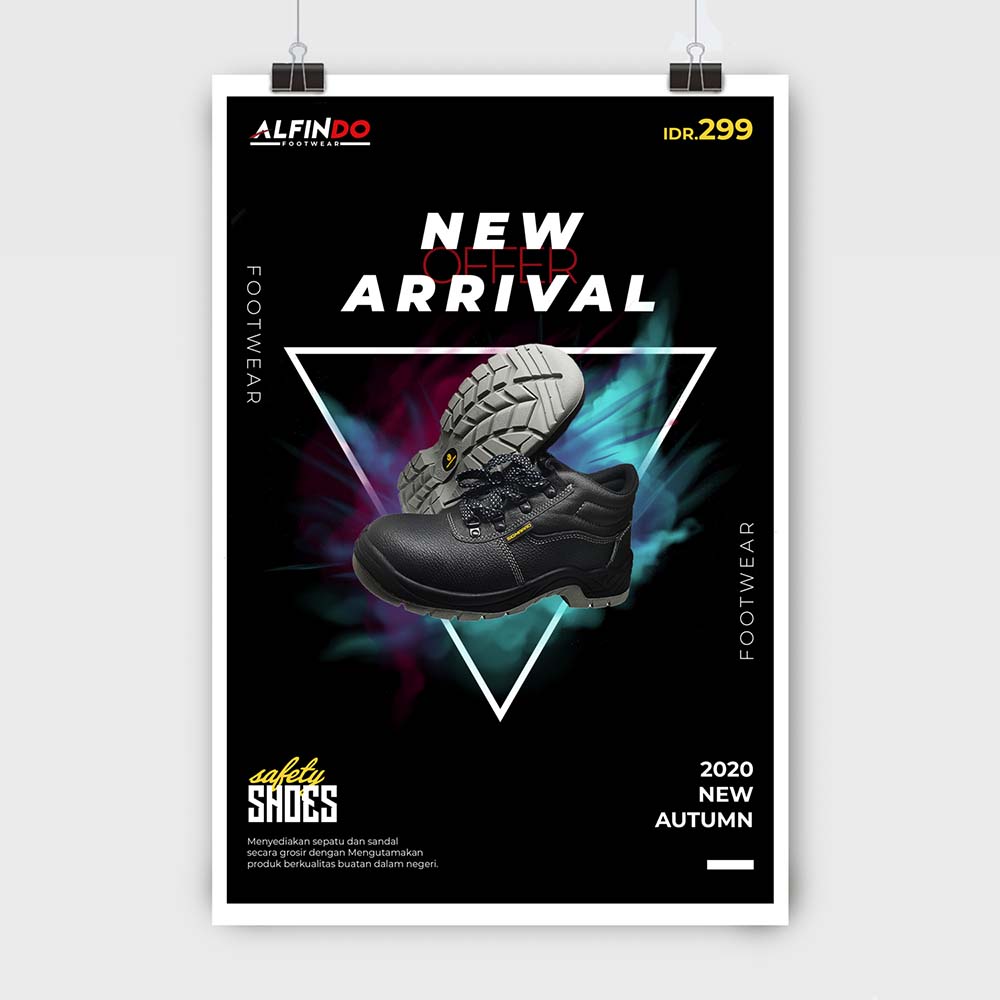 ALFINDO
FOOTWEAR
IDR.299
NEW
OFFER
ARRIVAL
FOOTWEAR
FOOTWEAR
safety
SHOES
Menyediakan sepatu dan sandal
secara grosir dengan Mengutamakan
produk berkualitas buatan dalam negeri.
2020
NEW
AUTUMN